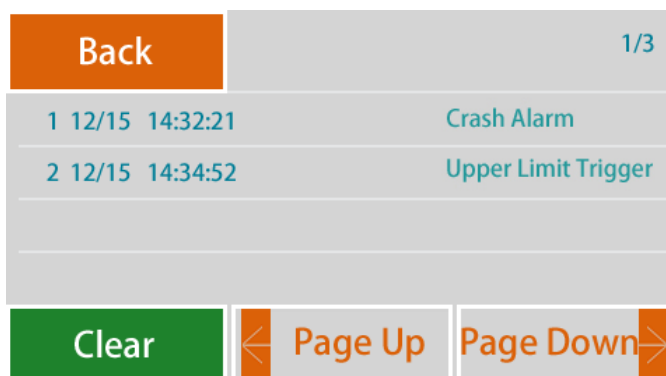 Back
1/3
1 12/15 14:32:21 Crash Alarm
2 12/15 14:34:52 Upper Limit Trigger
Clear
Page Up
Page Down